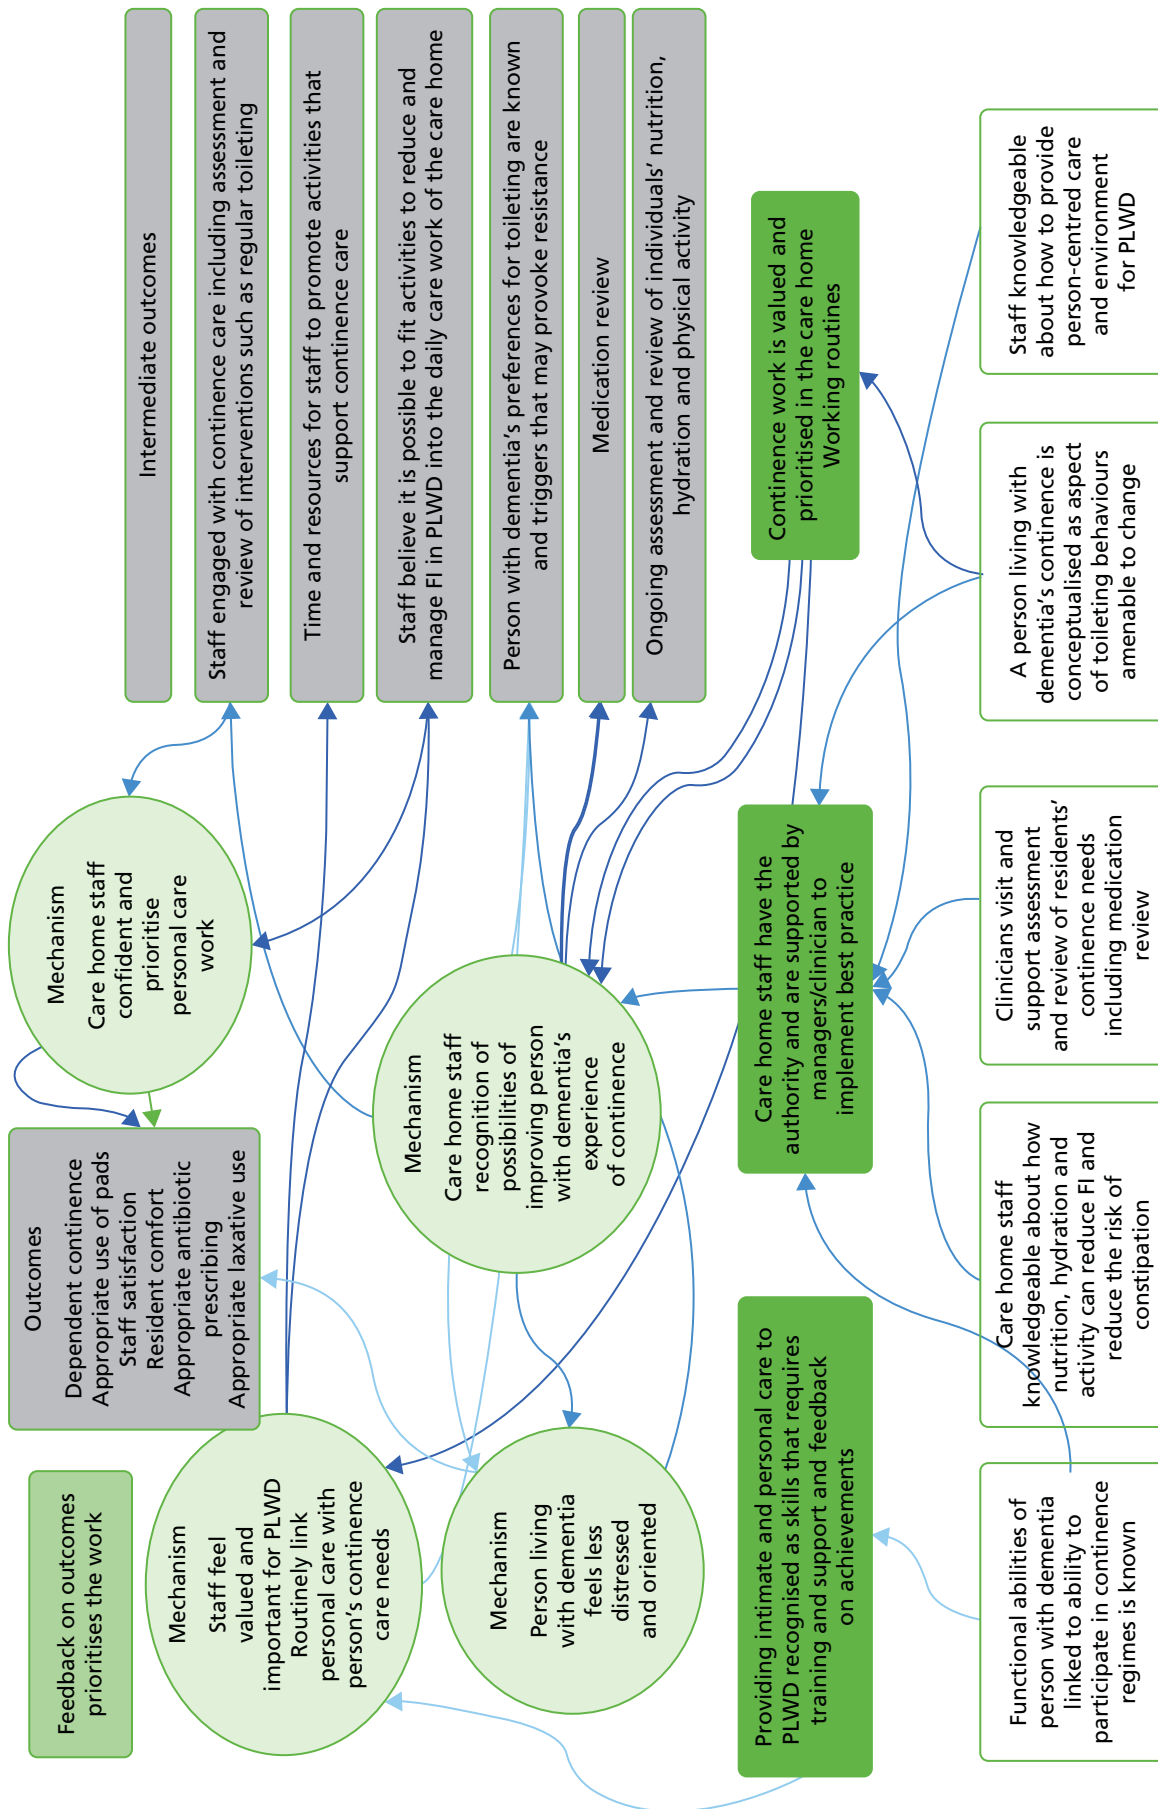 Feedback on outcomes
prioritises the work
Outcomes
Dependent continence
Appropriate use of pads
Staff satisfaction
Resident comfort
Appropriate antibiotic
prescribing
Appropriate laxative use
Mechanism
Care home staff
confident and
prioritise
personal care
work
Intermediate outcomes
Staff engaged with continence care including assessment and
review of interventions such as regular toileting
Time and resources for staff to promote activities that
support continence care
Staff believe it is possible to fit activities to reduce and
manage FI in PLWD into the daily care work of the care home
Person with dementia's preferences for toileting are known
and triggers that may provoke resistance
Medication review
Ongoing assessment and review of individuals' nutrition,
hydration and physical activity
Mechanism
Staff feel
valued and
important for PLWD
Routinely link
personal care with
person's continence
care needs
Mechanism
Care home staff
recognition of
possibilities of
improving person
with dementia's
experience
of continence
Mechanism
Person living
with dementia
feels less
distressed
and oriented
Providing intimate and personal care to
PLWD recognised as skills that requires
training and support and feedback
on achievements
Care home staff have the
authority and are supported by
managers/clinician to
implement best practice
Continence work is valued and
prioritised in the care home
Working routines
Functional abilities of
person with dementia
linked to ability to
participate in continence
regimes is known
Care home staff
knowledgeable about how
nutrition, hydration and
activity can reduce FI and
reduce the risk of
constipation
Clinicians visit and
support assessment
and review of residents'
continence needs
including medication
review
A person living with
dementia's continence is
conceptualised as aspect
of toileting behaviours
amenable to change
Staff knowledgeable
about how to provide
person-centred care
and environment
for PLWD